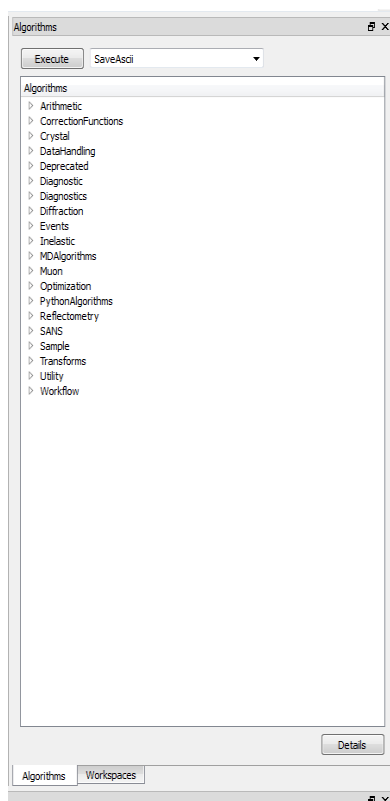 Algorithms
Execute SaveAscii
Algorithms
Arithmetic
CorrectionFunctions
Crystal
DataHandling
Deprecated
Diagnostic
Diagnostics
Diffraction
Events
Inelastic
MDAlgorithms
Muon
Optimization
PythonAlgorithms
Reflectometry
SANS
Sample
Transforms
Utility
Workflow
Details
Algorithms Workspaces